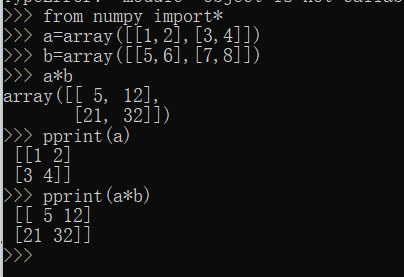 TypeError: 'module' object is not callab
>>> from numpy import*
>>> a=array([[1,2],[3,4]])
>>> b=array([[5,6],[7,8]])
>>> a*b
array([[ 5, 12],
       [21, 32]])
>>> pprint(a)
 [[1 2]
 [3 4]]
>>> pprint(a*b)
 [[ 5 12]
 [21 32]]
>>>